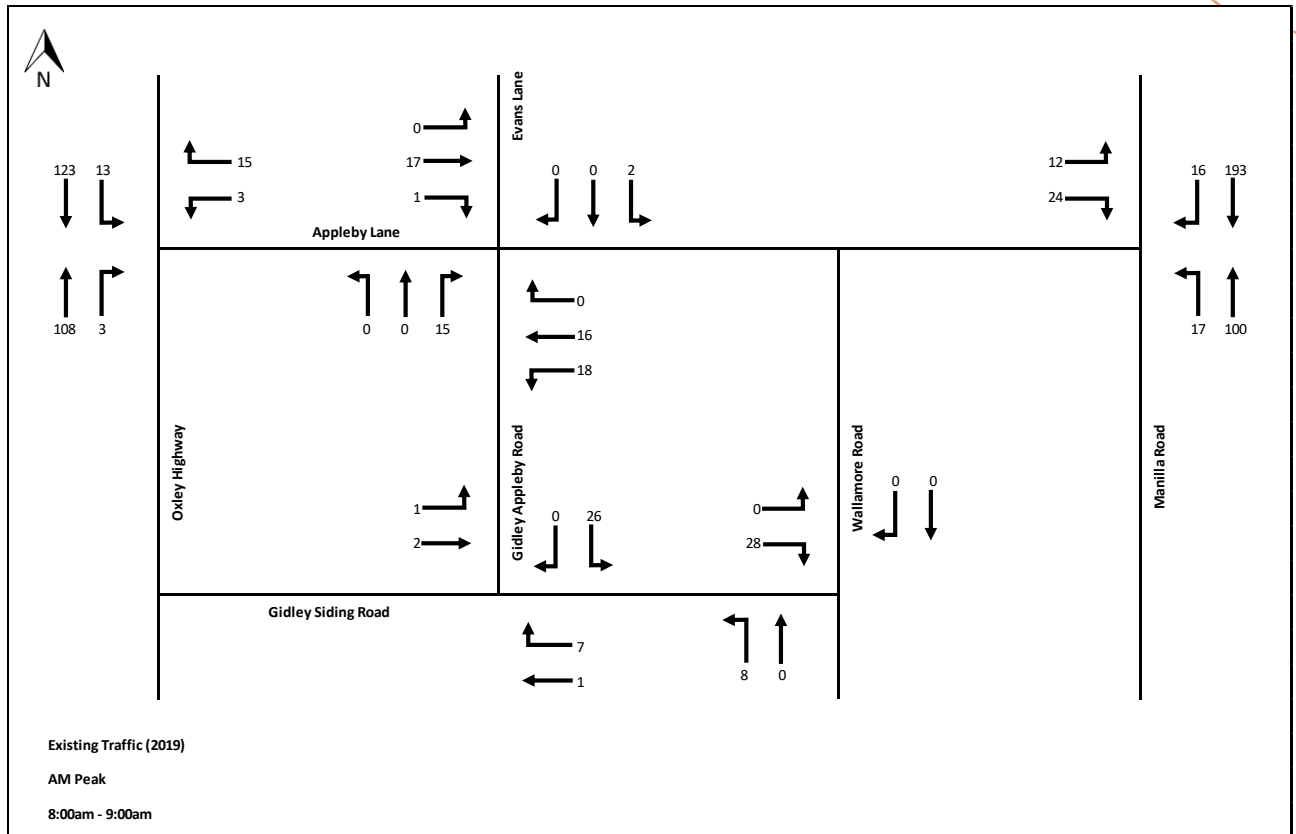 N
Evans Lane
0
17
1
15
3
123 13
0 0 2
12
24
16 193
Appleby Lane
108 3
0 0 15
0
16
18
17 100
Oxley Highway
Gidley Appleby Road
Wallamore Road
Manilla Road
1
2
0 26
0
28
0 0
Gidley Siding Road
7
1
8 0
Existing Traffic (2019)
AM Peak
8:00am - 9:00am